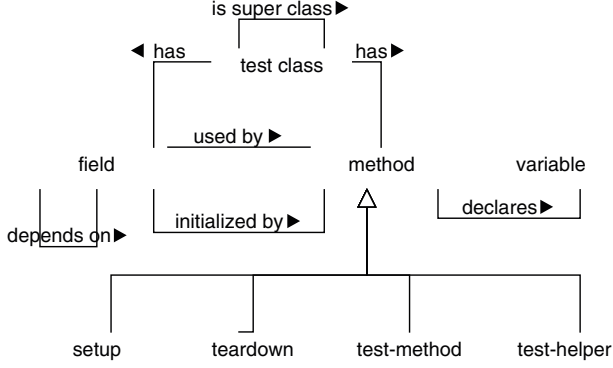 is super class
has
has
test class
used by
field
method
variable
initialized by
declares
depends on
setup
teardown
test-method
test-helper